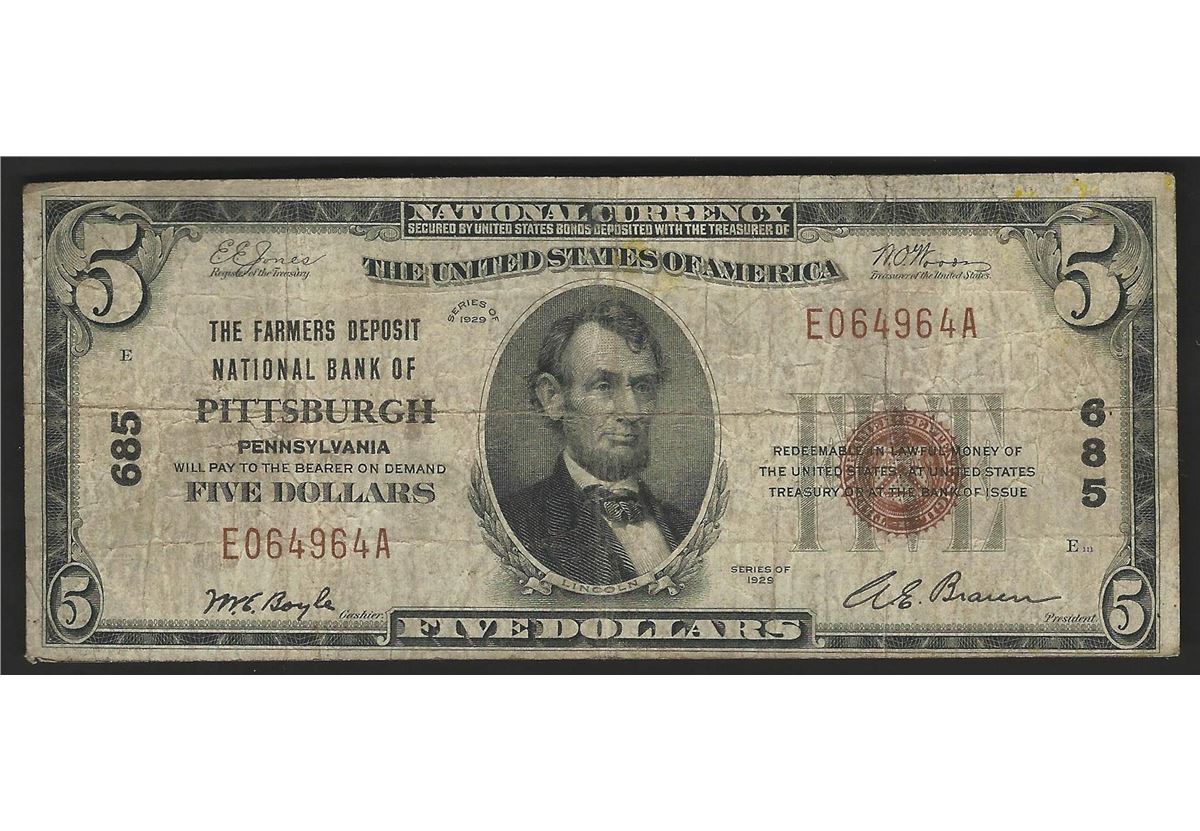 NATIONAL CURRENCY
SECURED BY UNITED STATES BONDS DEPOSITED WITH THE TREASURER OF
THE UNITED STATES OF AMERICA
5
5
E E Jones
Register of the Treasury.
W.O. Woods
Treasurer of the United States.
SERIES OF
1929
THE FARMERS DEPOSIT
NATIONAL BANK OF
PITTSBURGH
PENNSYLVANIA
WILL PAY TO THE BEARER ON DEMAND
FIVE DOLLARS
E
685
E064964A
E064964A
FIVE
REDEEMABLE IN LAWFUL MONEY OF
THE UNITED STATES AT UNITED STATES
TREASURY OR AT THE BANK OF ISSUE
685
E 111
SERIES OF
1929
LINCOLN
M.E. Boyle
Cashier.
A. E. Braun
President.
5
FIVE DOLLARS
5